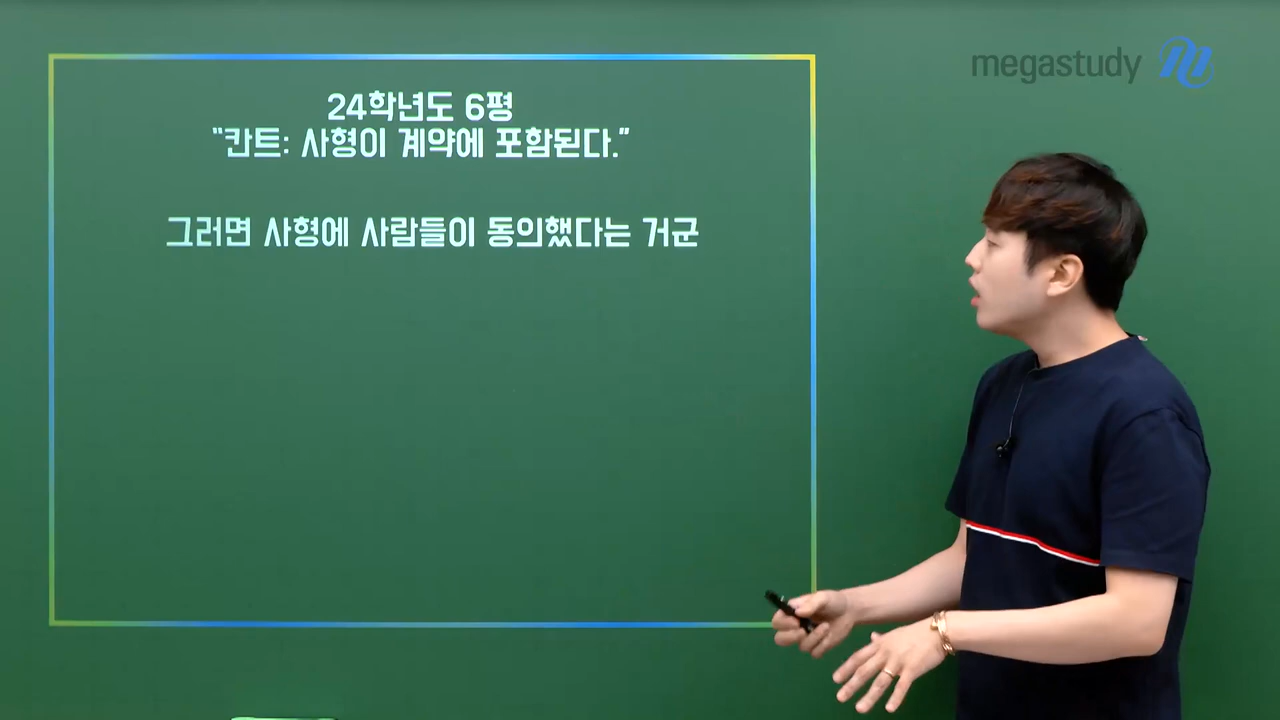 megastudy
24학년도 6평
"칸트: 사형이 계약에 포함된다."
그러면 사형에 사람들이 동의했다는 거군